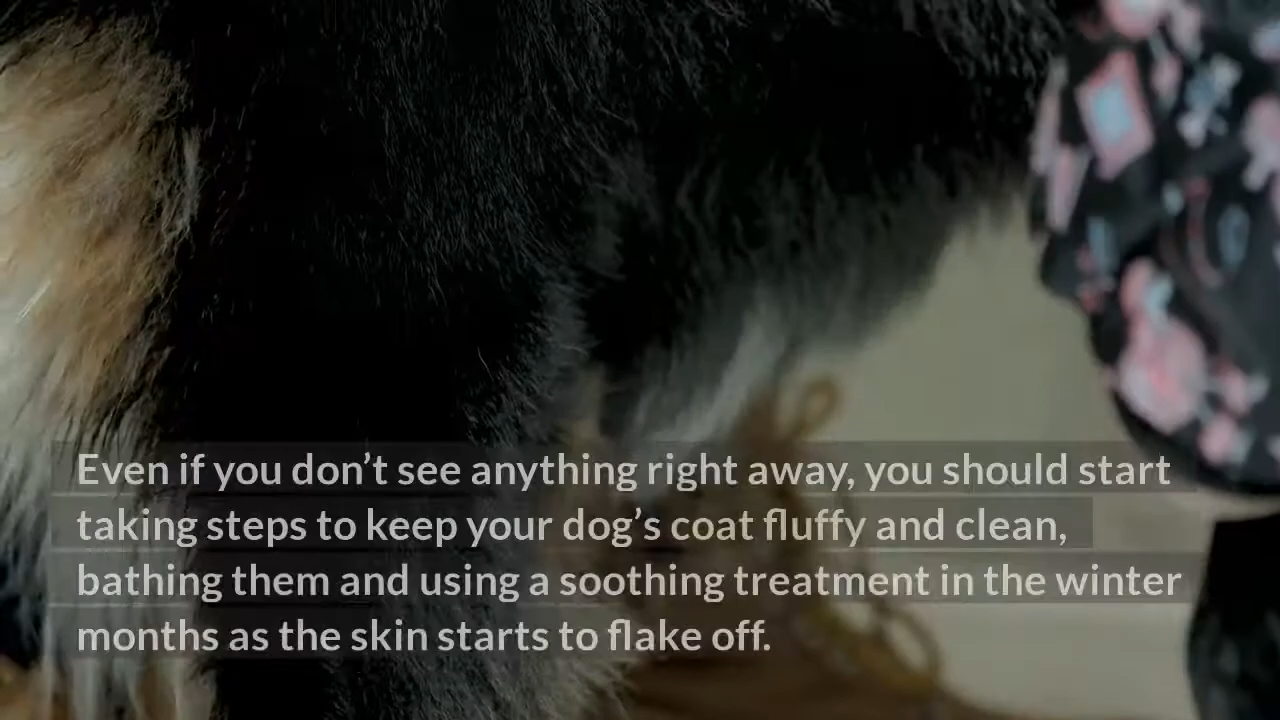 Even if you don’t see anything right away, you should start
taking steps to keep your dog’s coat fluffy and clean,
bathing them and using a soothing treatment in the winter
months as the skin starts to flake off.